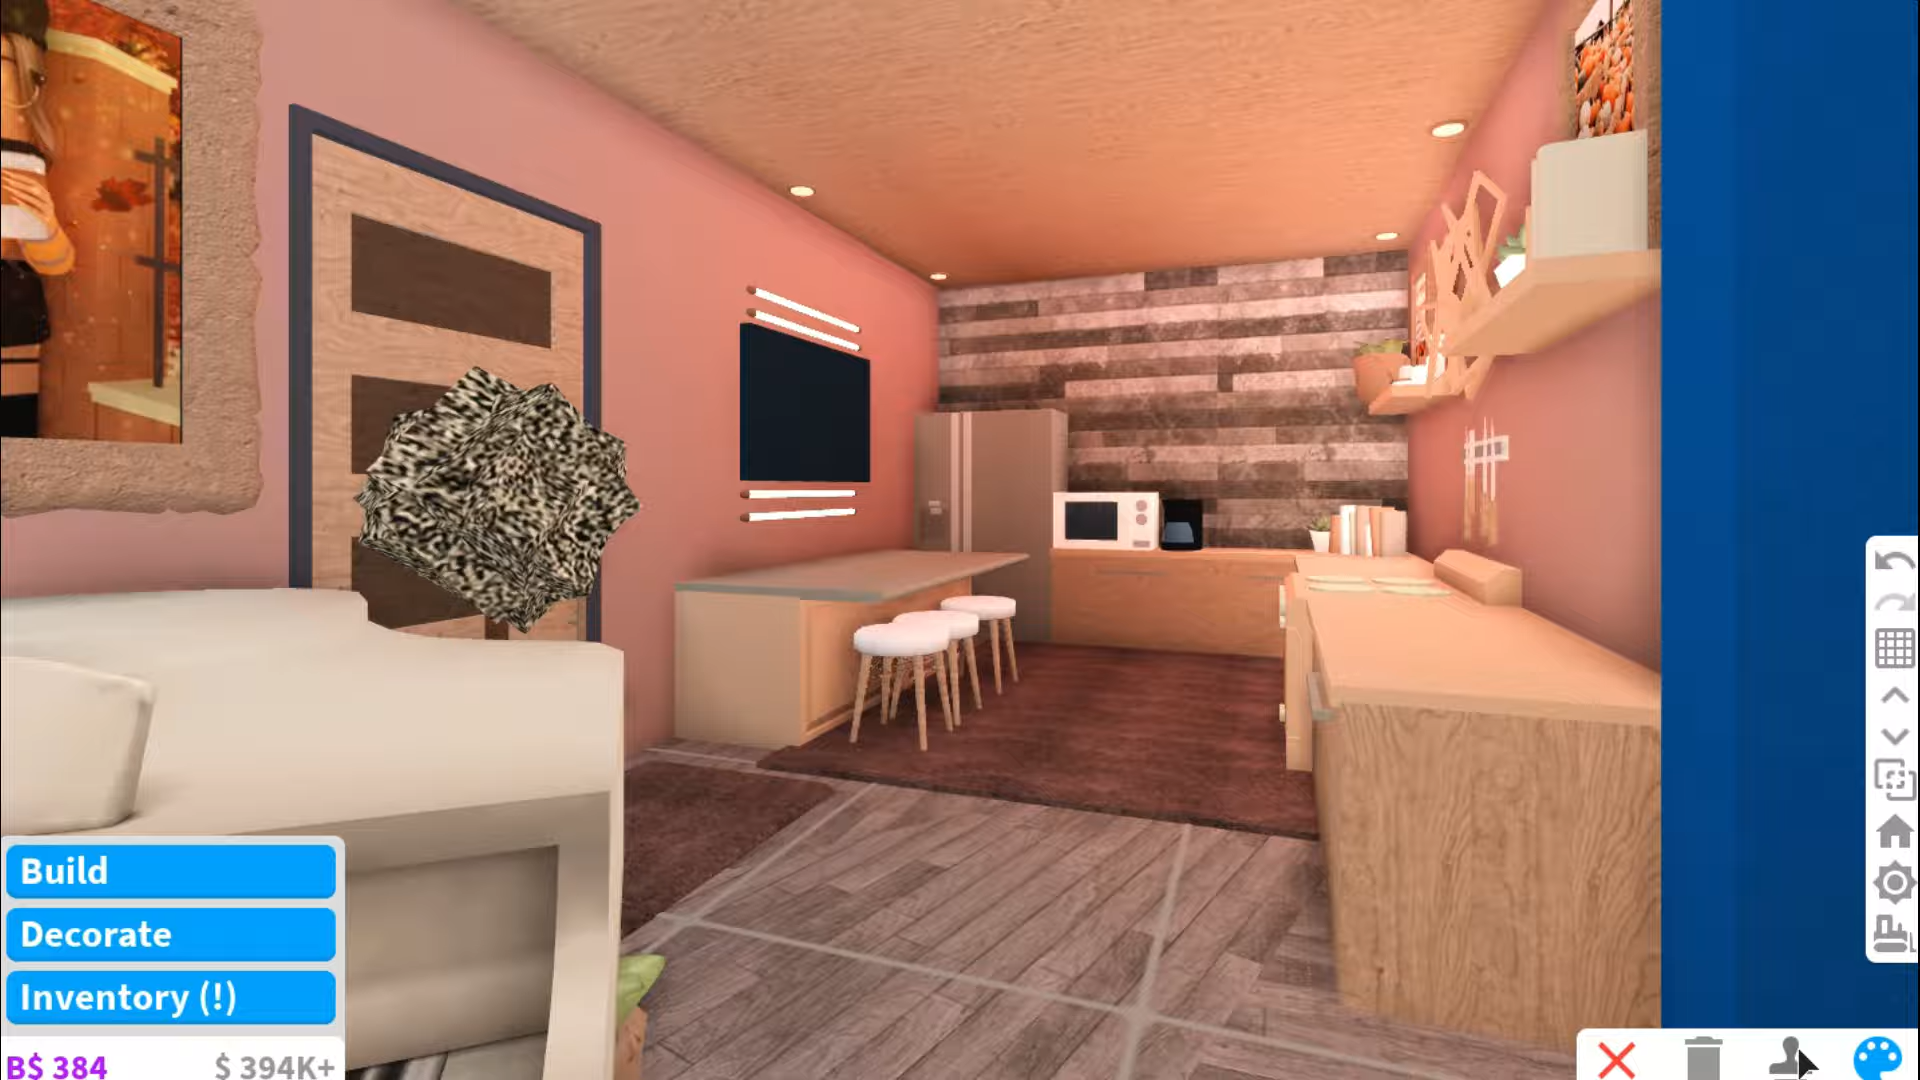 Build
Decorate
Inventory (!)
B$ 384
$ 394K+